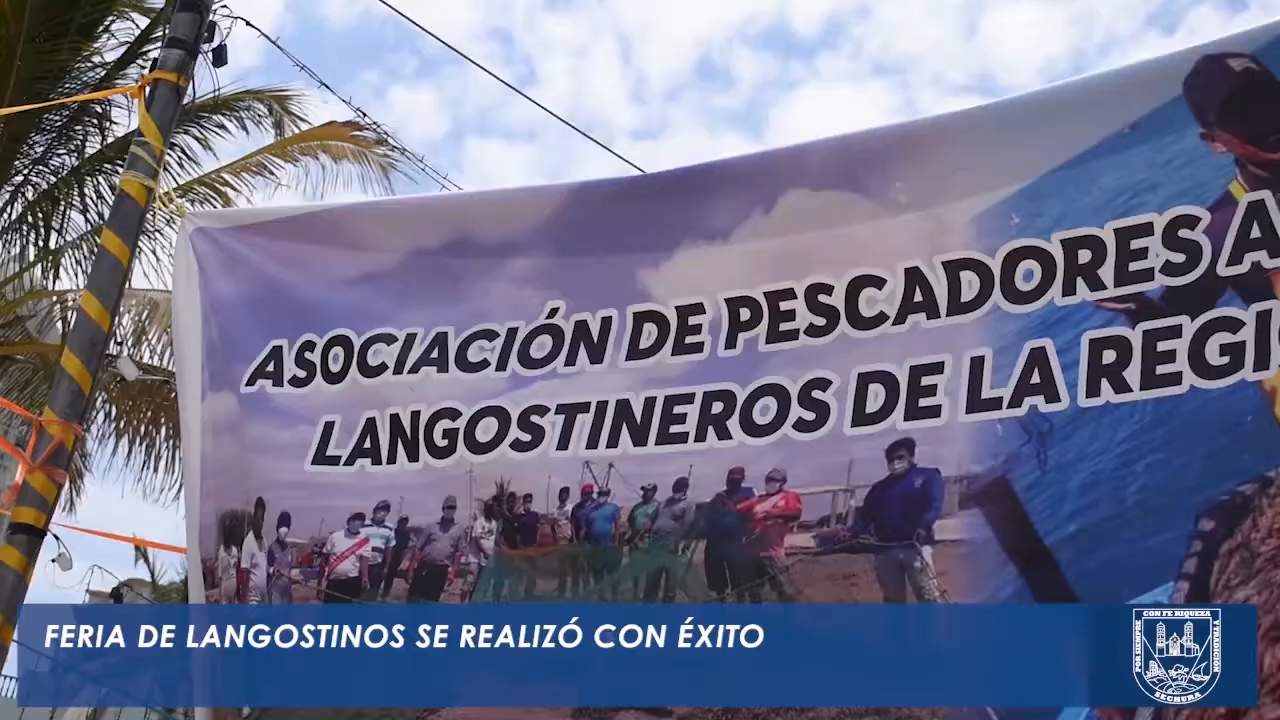 ASOCIACIÓN DE PESCADORES A
LANGOSTINEROS DE LA REGI
FERIA DE LANGOSTINOS SE REALIZÓ CON ÉXITO
CON FE RIQUEZA
POR SIEMPRE
Y TRADICION
SECHURA